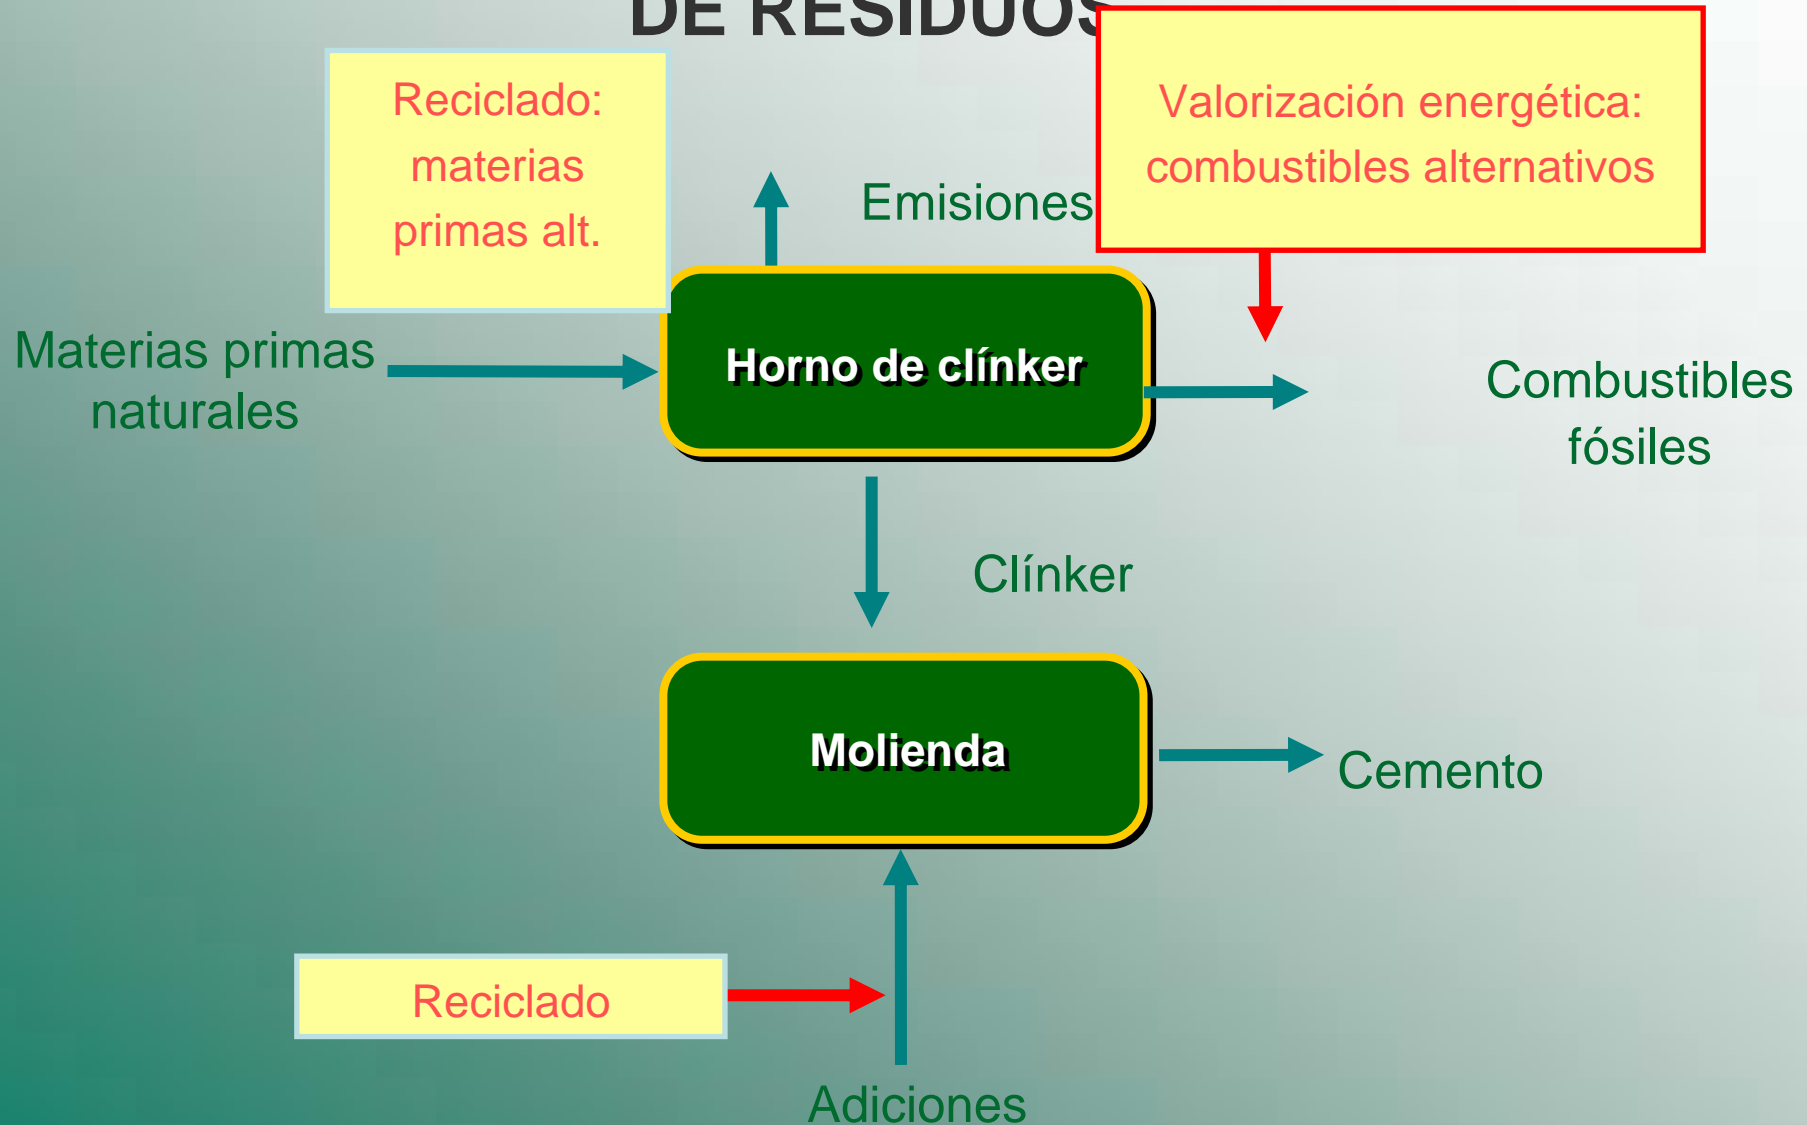 DE RESIDUOS
Reciclado:
materias
primas alt.
Valorización energética:
combustibles alternativos
Emisiones
Materias primas
naturales
Horno de clínker
Combustibles
fósiles
Clínker
Molienda
Cemento
Reciclado
Adiciones